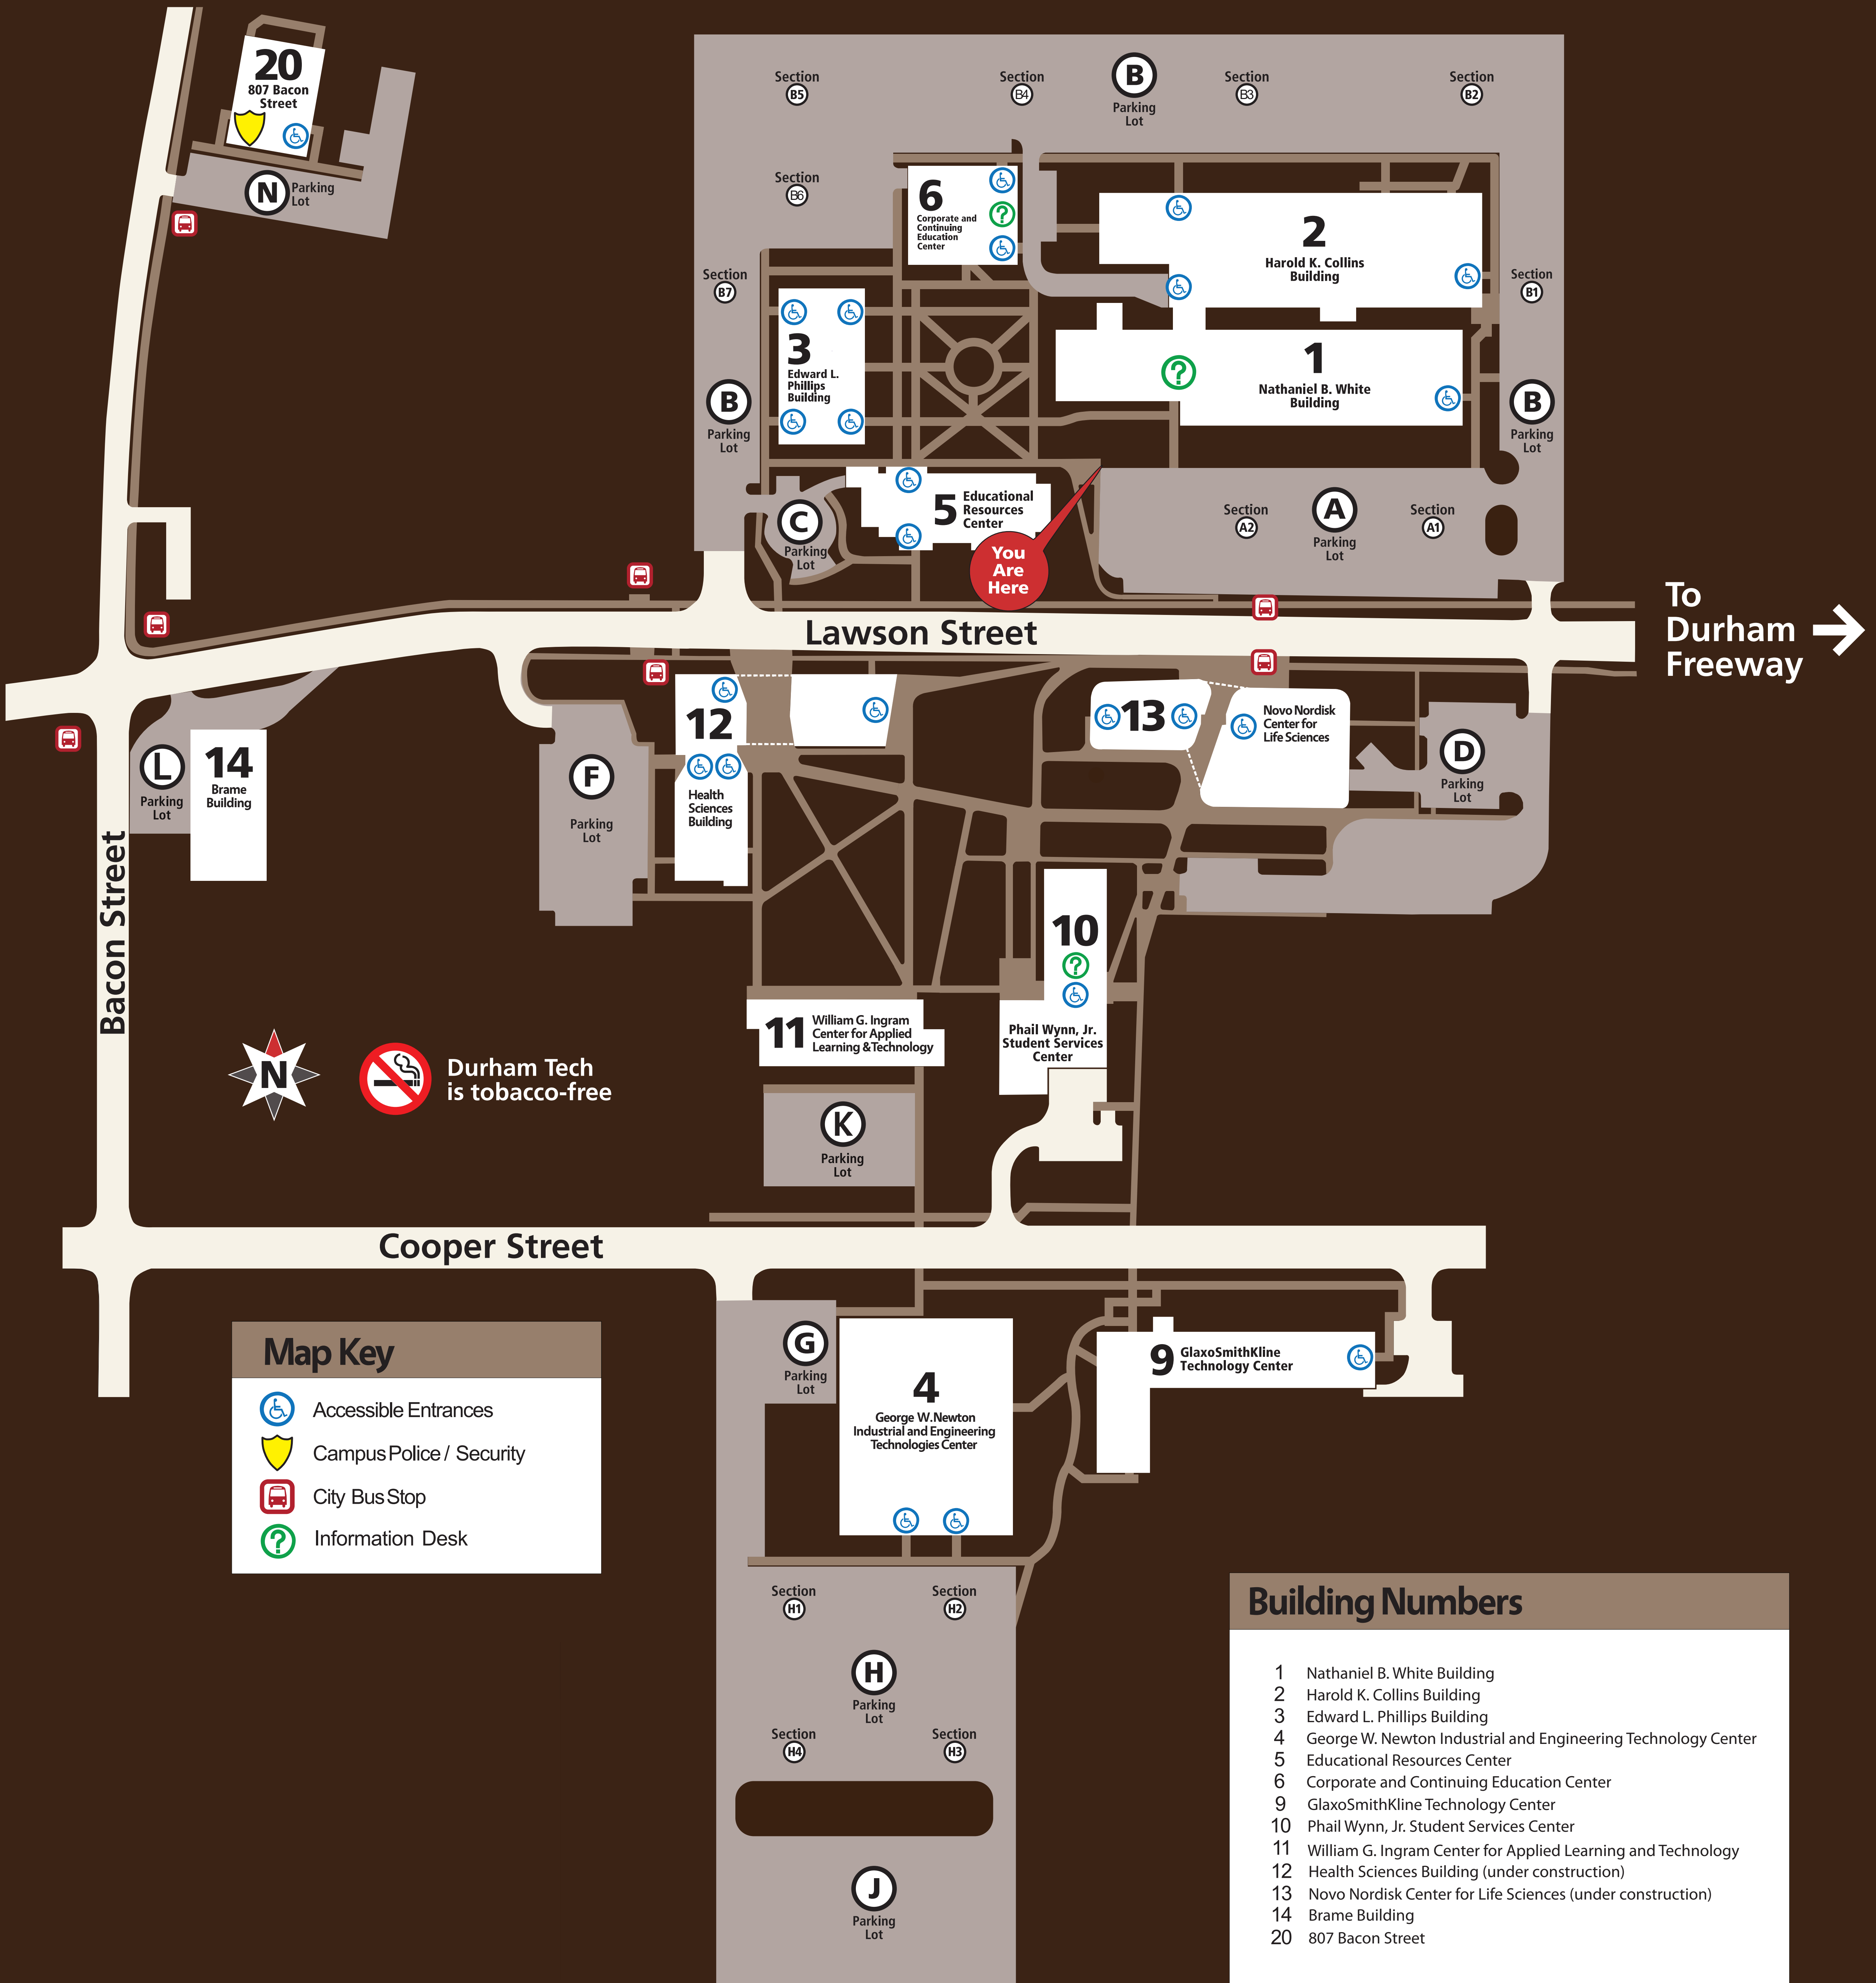 20
807 Bacon
Street
N
Parking
Lot
Section
B5
Section
B4
B
Parking
Lot
Section
B3
Section
B2
Section
B6
6
Corporate and
Continuing
Education
Center
?
2
Harold K. Collins
Building
Section
B7
Section
B1
3
Edward L.
Phillips
Building
1
Nathaniel B. White
Building
?
B
Parking
Lot
B
Parking
Lot
C
Parking
Lot
5
Educational
Resources
Center
You
Are
Here
Section
A2
A
Parking
Lot
Section
A1
Lawson Street
To
Durham
Freeway
12
Health
Sciences
Building
13
Novo Nordisk
Center for
Life Sciences
D
Parking
Lot
L
Parking
Lot
14
Brame
Building
F
Parking
Lot
Bacon Street
10
?
Phail Wynn, Jr.
Student Services
Center
11
William G. Ingram
Center for Applied
Learning & Technology
N
Durham Tech
is tobacco-free
K
Parking
Lot
Cooper Street
G
Parking
Lot
4
George W. Newton
Industrial and Engineering
Technologies Center
9
GlaxoSmithKline
Technology Center
Map Key
Accessible Entrances
Campus Police / Security
City Bus Stop
? Information Desk
Section
H1
Section
H2
H
Parking
Lot
Section
H4
Section
H3
J
Parking
Lot
Building Numbers
1 Nathaniel B. White Building
2 Harold K. Collins Building
3 Edward L. Phillips Building
4 George W. Newton Industrial and Engineering Technology Center
5 Educational Resources Center
6 Corporate and Continuing Education Center
9 GlaxoSmithKline Technology Center
10 Phail Wynn, Jr. Student Services Center
11 William G. Ingram Center for Applied Learning and Technology
12 Health Sciences Building (under construction)
13 Novo Nordisk Center for Life Sciences (under construction)
14 Brame Building
20 807 Bacon Street